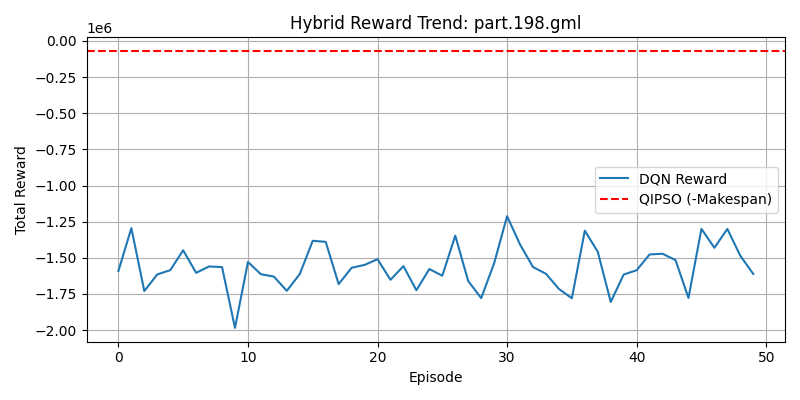 Hybrid Reward Trend: part.198.gml
1e6
0.00
−0.25
−0.50
−0.75
−1.00
−1.25
−1.50
−1.75
−2.00
Total Reward
DQN Reward
QIPSO (-Makespan)
0 10 20 30 40 50
Episode